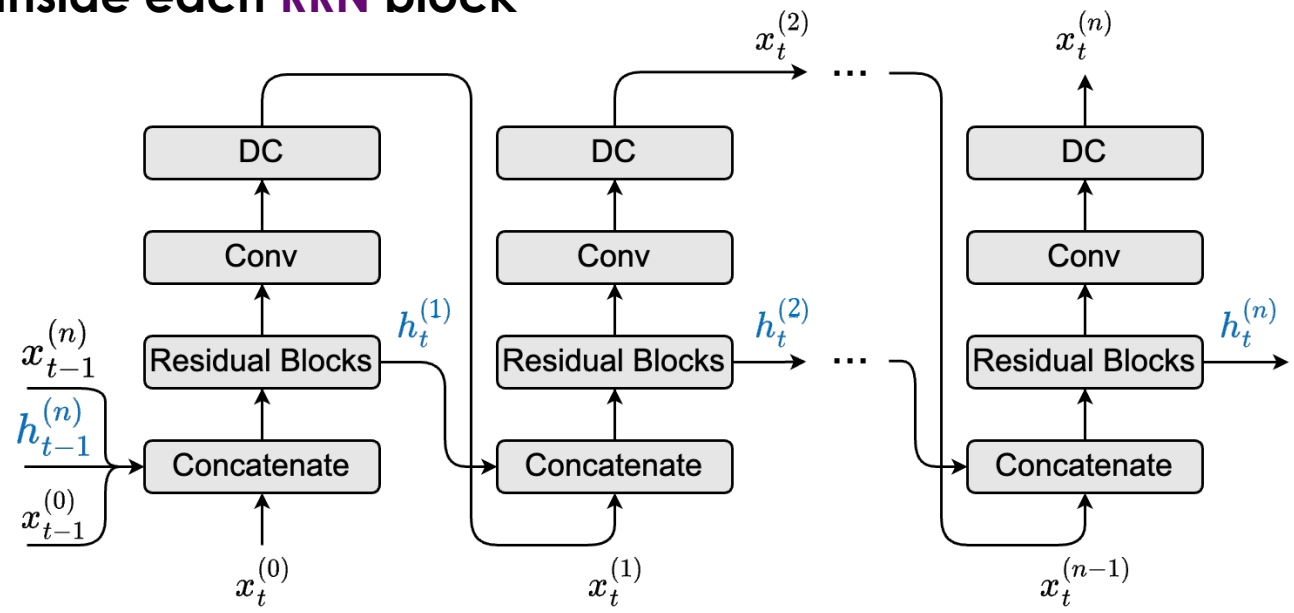 inside each RRN block
x_t^{(2)} ... x_t^{(n)}
DC DC DC
Conv Conv Conv
x_{t-1}^{(n)} h_t^{(1)} h_t^{(2)} h_t^{(n)}
Residual Blocks Residual Blocks ... Residual Blocks
h_{t-1}^{(n)}
Concatenate Concatenate Concatenate
x_{t-1}^{(0)}
x_t^{(0)} x_t^{(1)} x_t^{(n-1)}